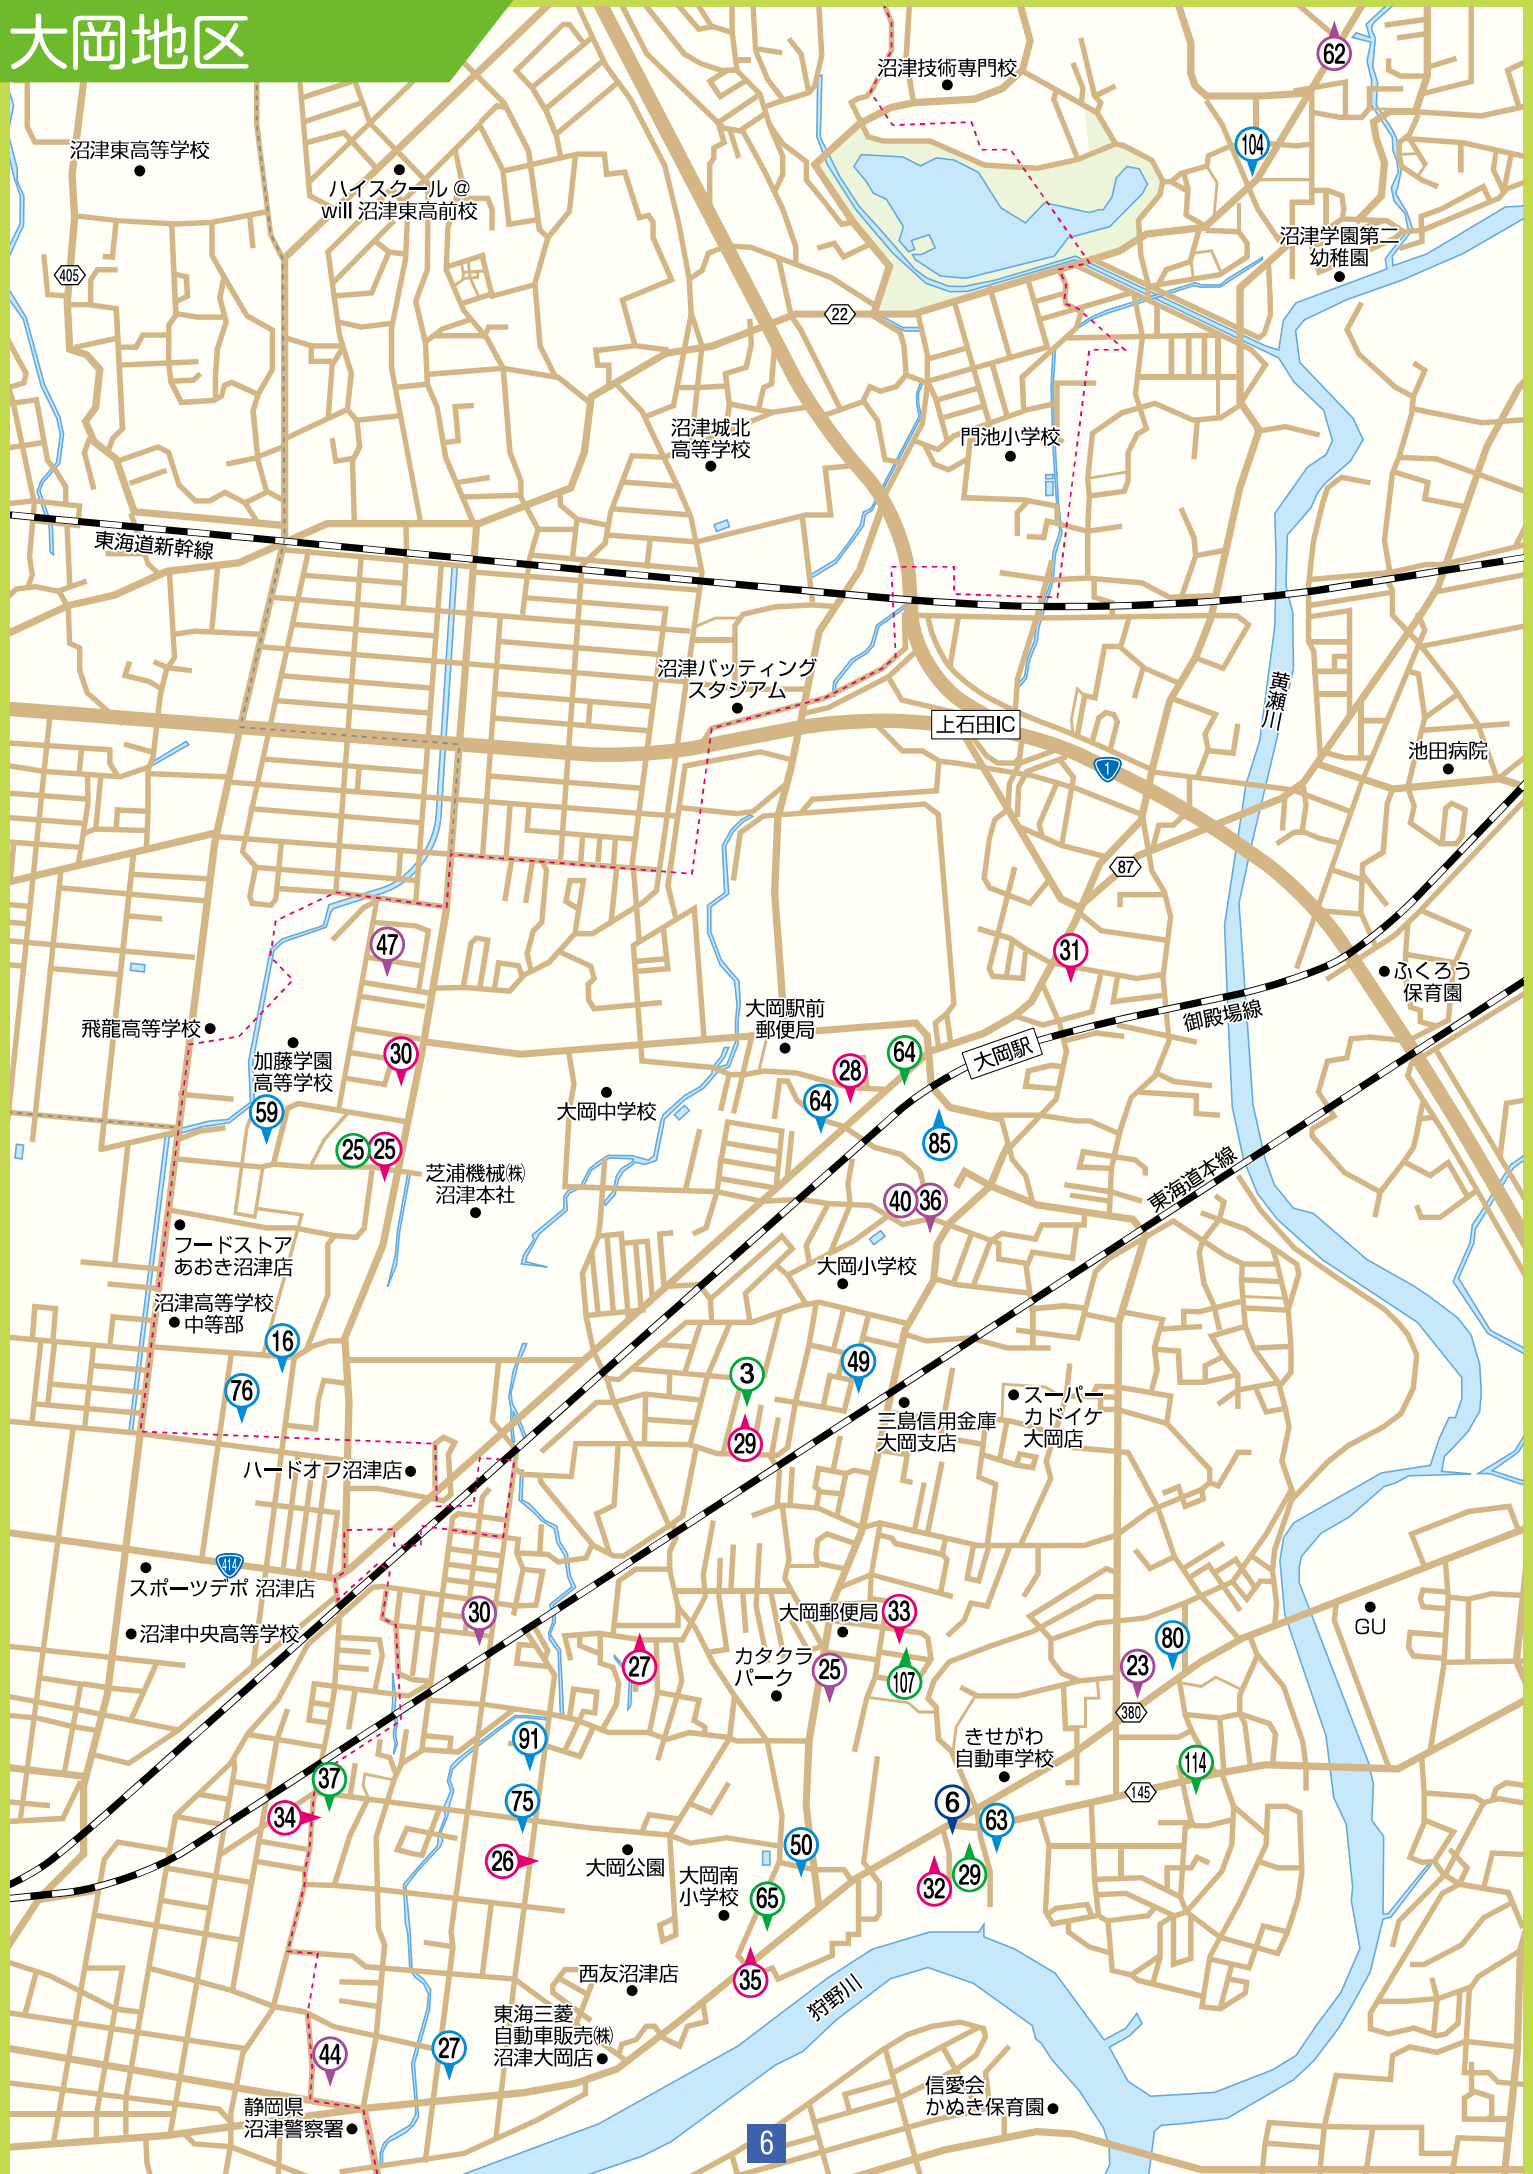 大岡地区
62
沼津技術専門校
104
沼津東高等学校
ハイスクール@
will 沼津東高前校
沼津学園第二
幼稚園
405
22
沼津城北
高等学校
門池小学校
東海道新幹線
沼津バッティング
スタジアム
上石田IC
黄瀬川
1
池田病院
87
47
31
ふくろう
保育園
飛龍高等学校
大岡駅前
郵便局
御殿場線
加藤学園
高等学校
30
28
64
大岡駅
59
大岡中学校
64
85
25
25
芝浦機械㈱
沼津本社
東海道本線
40
36
フードストア
あおき沼津店
大岡小学校
沼津高等学校
中等部
16
76
3
49
29
スーパー
カドイケ
大岡店
三島信用金庫
大岡支店
ハードオフ沼津店
414
スポーツデポ 沼津店
沼津中央高等学校
30
大岡郵便局
33
GU
27
カタクラ
パーク
25
107
23
80
380
91
きせがわ
自動車学校
37
34
75
114
145
6
63
26
大岡公園
50
大岡南
小学校
65
32
29
35
西友沼津店
狩野川
東海三菱
自動車販売㈱
沼津大岡店
44
27
信愛会
かぬき保育園
静岡県
沼津警察署
6